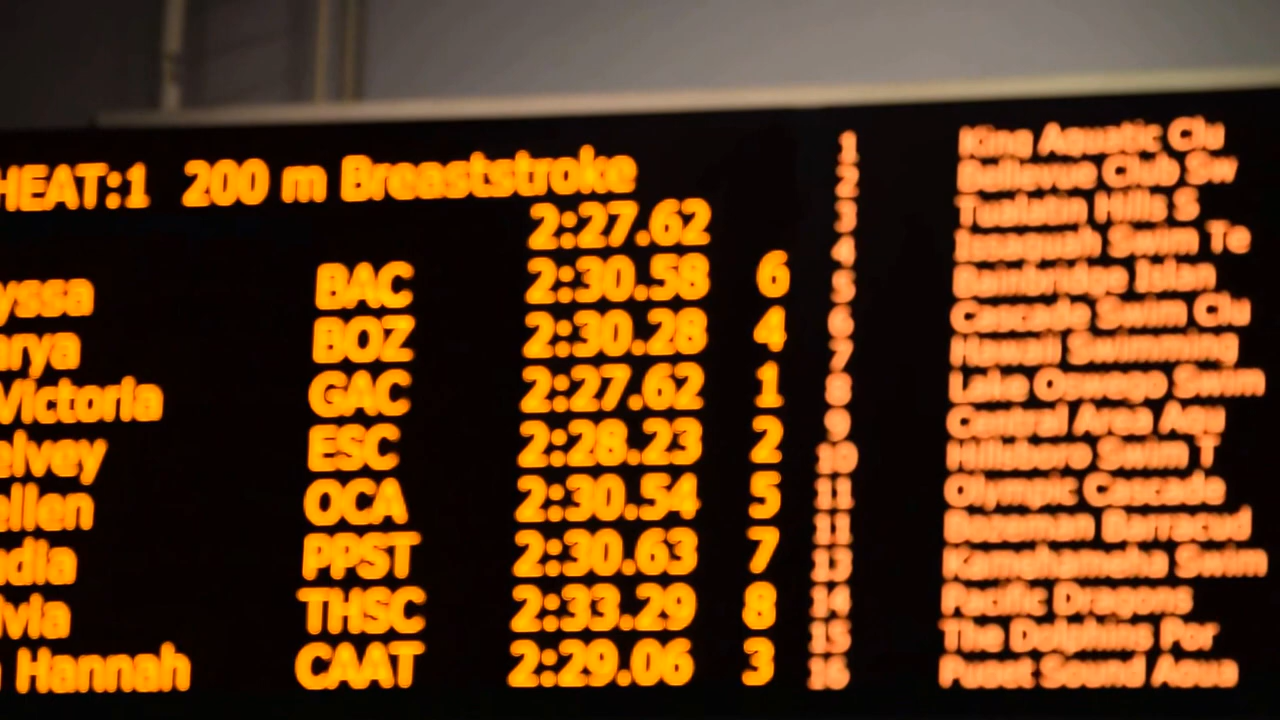 HEAT:1 200 m Breaststroke
2:27.62
yssa BAC 2:30.58 6
arya BOZ 2:30.28 4
Victoria GAC 2:27.62 1
elvey ESC 2:28.23 2
ellen OCA 2:30.54 5
adia PPST 2:30.63 7
lvia THSC 2:33.29 8
Hannah CAAT 2:29.06 3
1 King Aquatic Clu
2 Bellevue Club Sw
3 Tualatin Hills S
4 Issaquah Swim Te
5 Bainbridge Islan
6 Cascade Swim Clu
7 Hawaii Swimming
8 Lake Oswego Swim
9 Central Area Aqu
10 Hillsboro Swim T
11 Olympic Cascade
11 Bozeman Barracud
13 Kamehameha Swim
14 Pacific Dragons
15 The Dolphins Por
16 Puget Sound Aqua